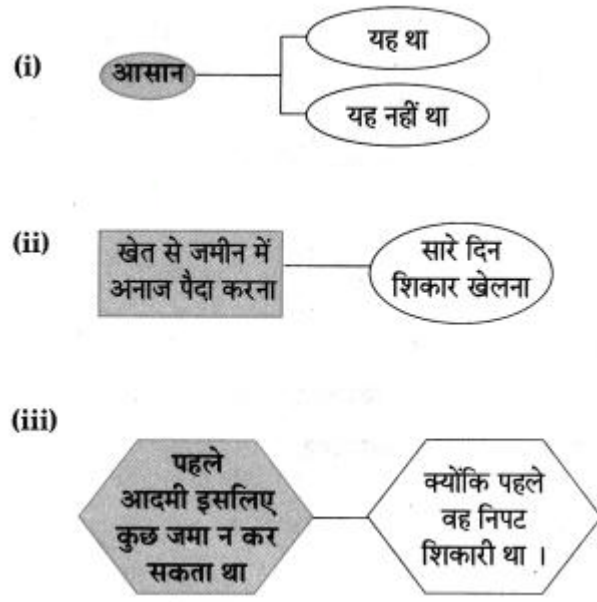 (i)
आसान
यह था
यह नहीं था
(ii)
खेत से जमीन में
अनाज पैदा करना
सारे दिन
शिकार खेलना
(iii)
पहले
आदमी इसलिए
कुछ जमा न कर
सकता था
क्योंकि पहले
वह निपट
शिकारी था ।